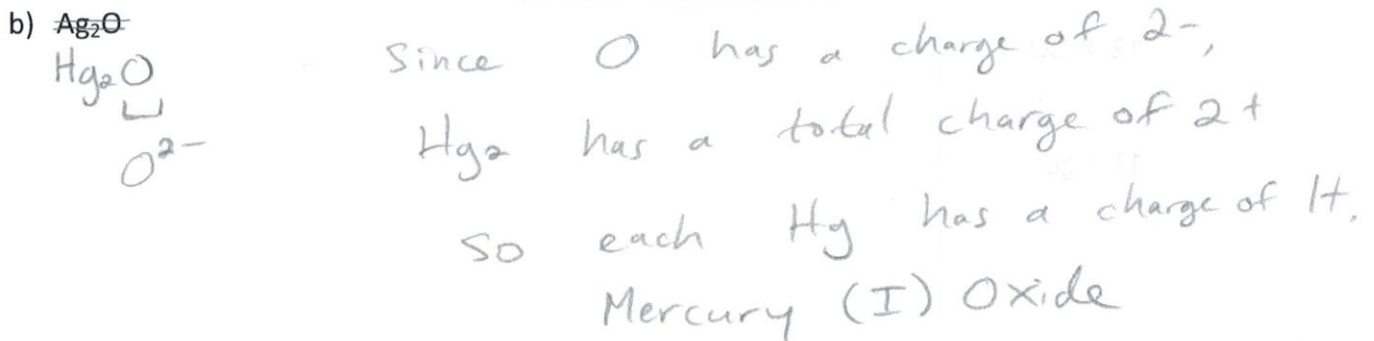 b) Ag₂O
Hg₂O
O²⁻
Since O has a charge of 2-,
Hg₂ has a total charge of 2+
so each Hg has a charge of 1+.
Mercury (I) Oxide